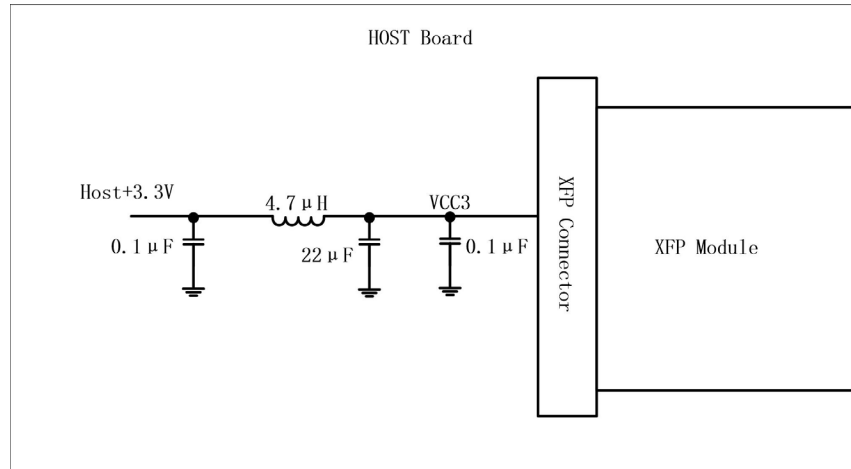 HOST Board
Host+3.3V
4.7μH
VCC3
0.1μF
22μF
0.1μF
XFP Connector
XFP Module